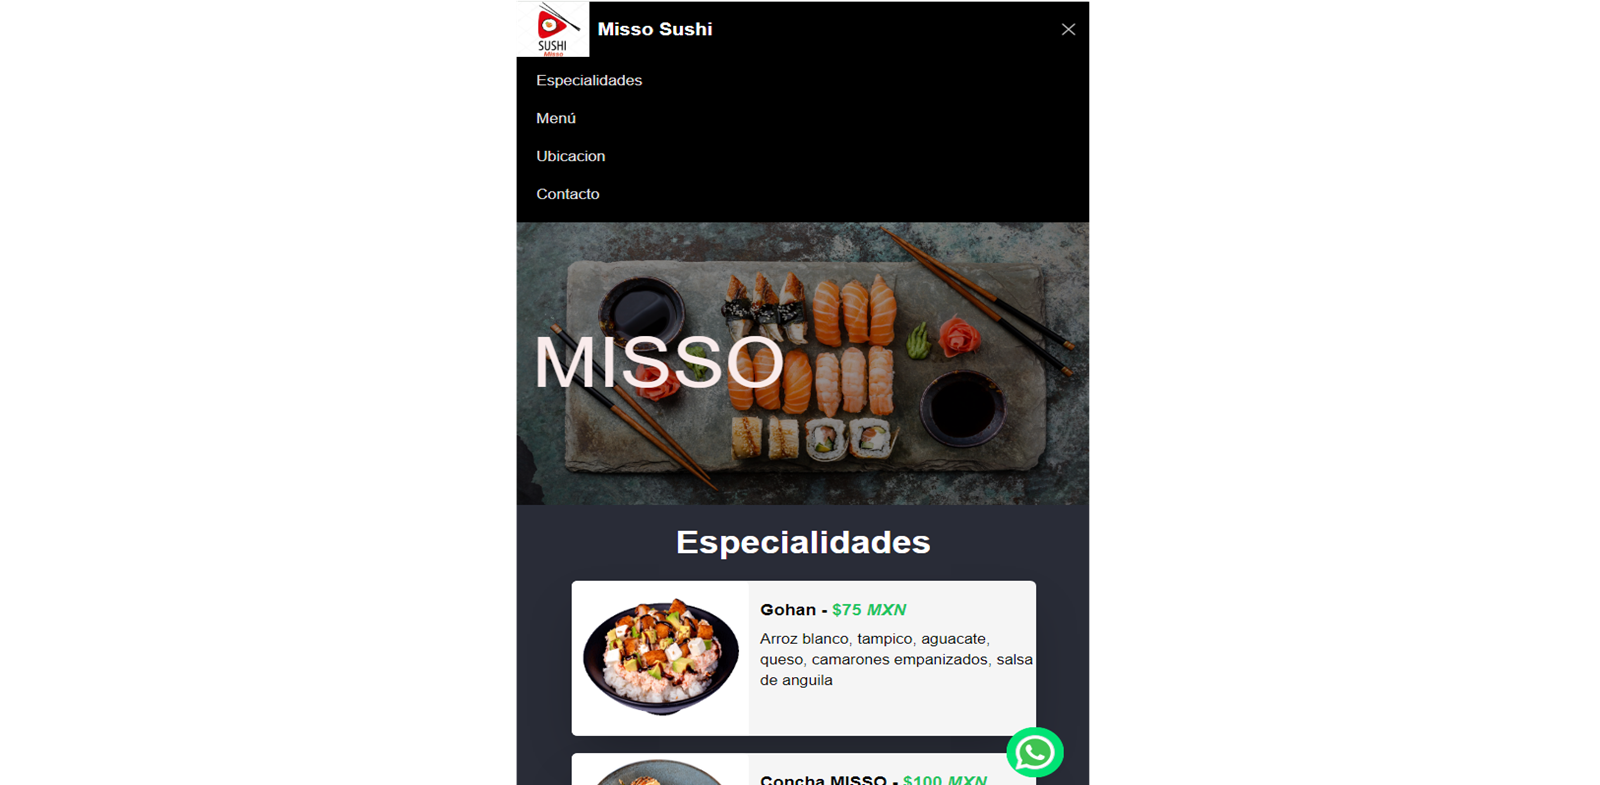 SUSHI
Misso
Misso Sushi
Especialidades
Menú
Ubicacion
Contacto
MISSO
Especialidades
Gohan - $75 MXN
Arroz blanco, tampico, aguacate,
queso, camarones empanizados, salsa
de anguila
Concha MISSO - $100 MXN